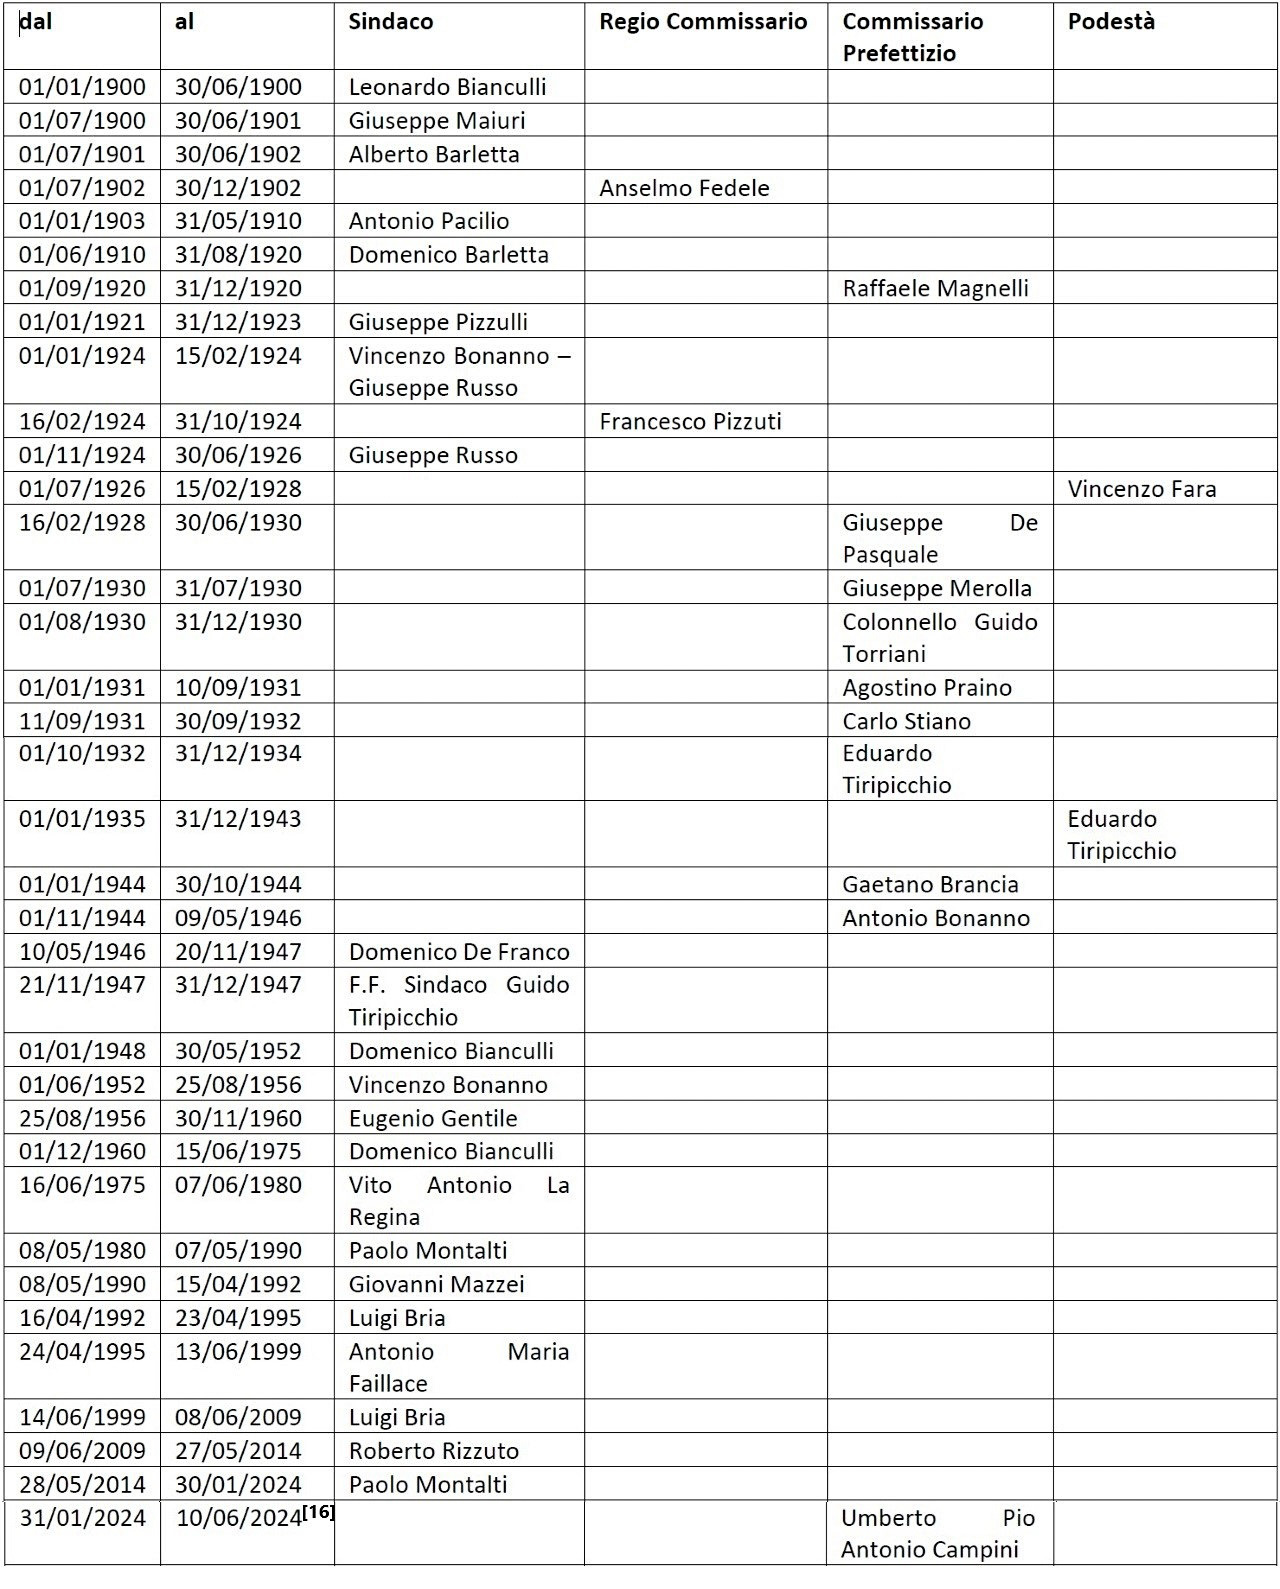 dal al Sindaco Regio Commissario Commissario Podestà
Prefettizio
01/01/1900 30/06/1900 Leonardo Bianculli
01/07/1900 30/06/1901 Giuseppe Maiuri
01/07/1901 30/06/1902 Alberto Barletta
01/07/1902 30/12/1902 Anselmo Fedele
01/01/1903 31/05/1910 Antonio Pacilio
01/06/1910 31/08/1920 Domenico Barletta
01/09/1920 31/12/1920 Raffaele Magnelli
01/01/1921 31/12/1923 Giuseppe Pizzulli
01/01/1924 15/02/1924 Vincenzo Bonanno –
Giuseppe Russo
16/02/1924 31/10/1924 Francesco Pizzuti
01/11/1924 30/06/1926 Giuseppe Russo
01/07/1926 15/02/1928 Vincenzo Fara
16/02/1928 30/06/1930 Giuseppe De
Pasquale
01/07/1930 31/07/1930 Giuseppe Merolla
01/08/1930 31/12/1930 Colonnello Guido
Torriani
01/01/1931 10/09/1931 Agostino Praino
11/09/1931 30/09/1932 Carlo Stiano
01/10/1932 31/12/1934 Eduardo
Tiripicchio
01/01/1935 31/12/1943 Eduardo
Tiripicchio
01/01/1944 30/10/1944 Gaetano Brancia
01/11/1944 09/05/1946 Antonio Bonanno
10/05/1946 20/11/1947 Domenico De Franco
21/11/1947 31/12/1947 F.F. Sindaco Guido
Tiripicchio
01/01/1948 30/05/1952 Domenico Bianculli
01/06/1952 25/08/1956 Vincenzo Bonanno
25/08/1956 30/11/1960 Eugenio Gentile
01/12/1960 15/06/1975 Domenico Bianculli
16/06/1975 07/06/1980 Vito Antonio La
Regina
08/05/1980 07/05/1990 Paolo Montalti
08/05/1990 15/04/1992 Giovanni Mazzei
16/04/1992 23/04/1995 Luigi Bria
24/04/1995 13/06/1999 Antonio Maria
Faillace
14/06/1999 08/06/2009 Luigi Bria
09/06/2009 27/05/2014 Roberto Rizzuto
28/05/2014 30/01/2024 Paolo Montalti
31/01/2024 10/06/2024[16] Umberto Pio
Antonio Campini